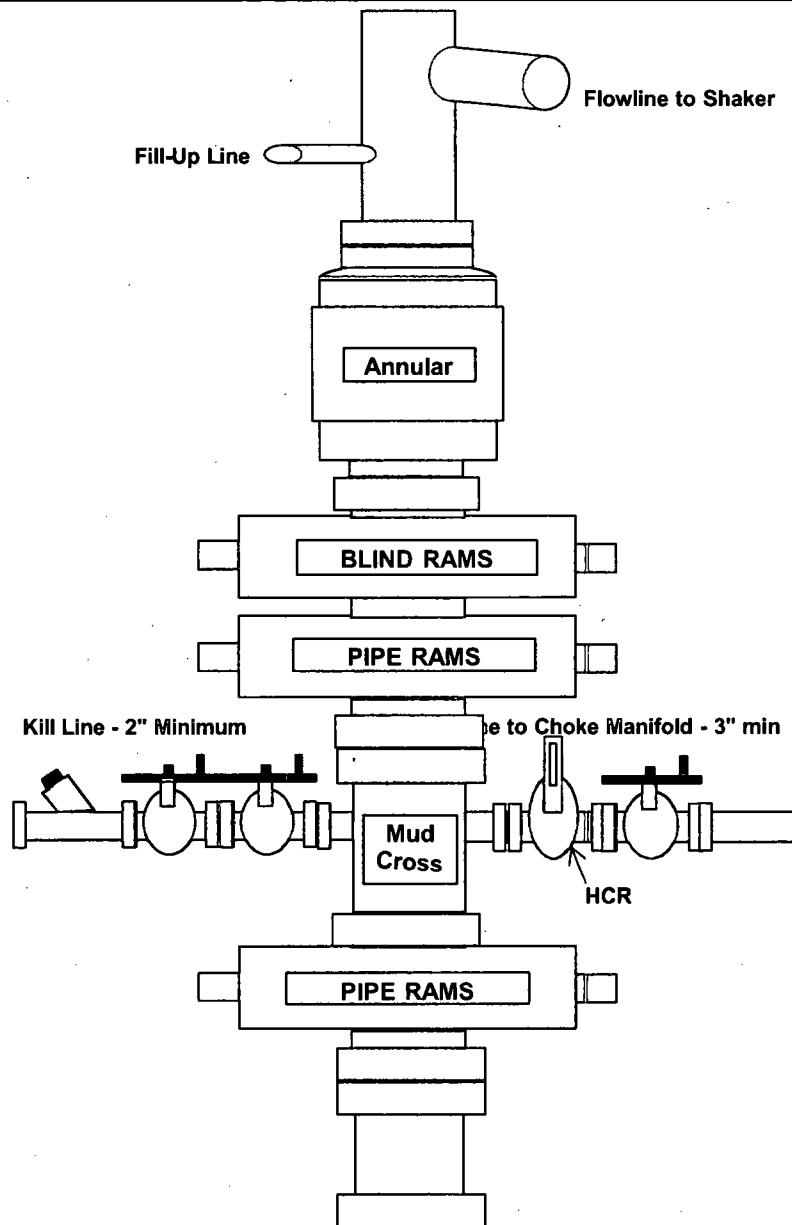 Flowline to Shaker
Fill-Up Line
Annular
BLIND RAMS
PIPE RAMS
Kill Line - 2" Minimum
to Choke Manifold - 3" min
Mud
Cross
HCR
PIPE RAMS